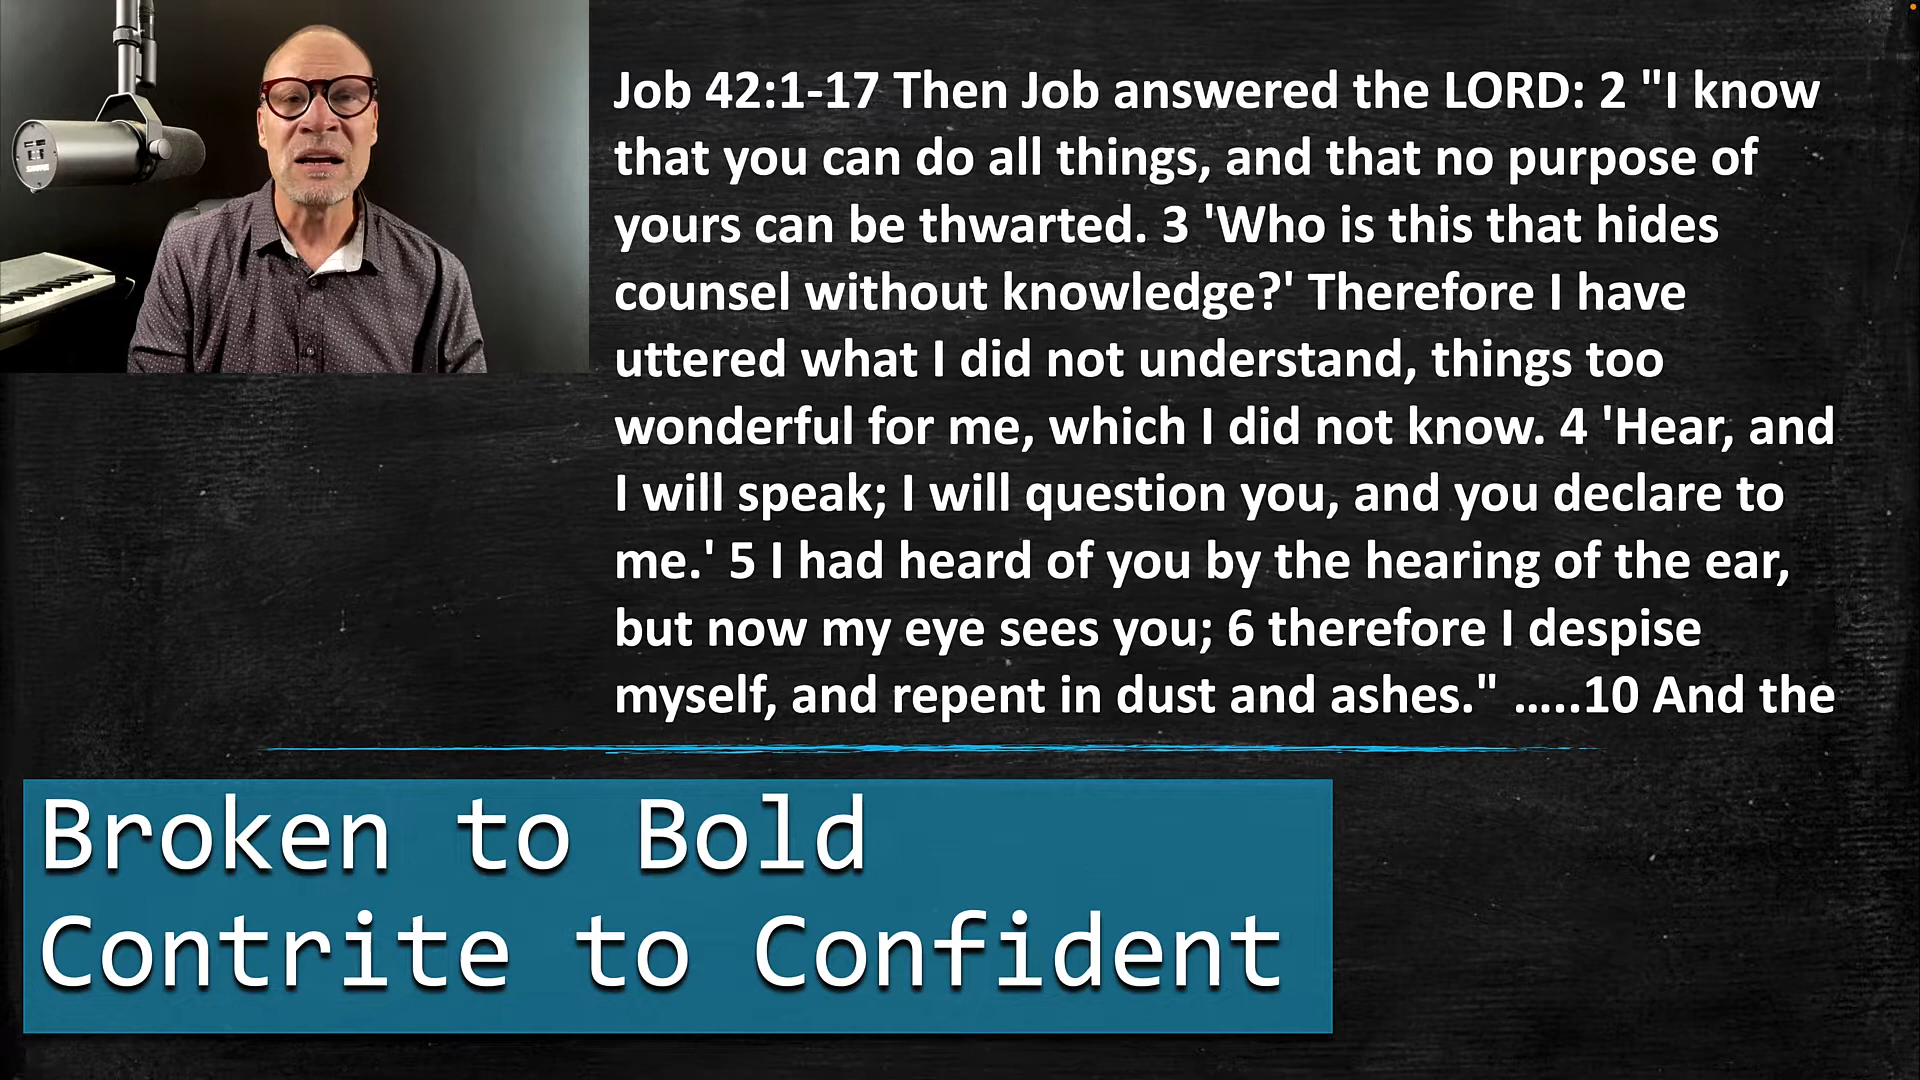 Job 42:1-17 Then Job answered the LORD: 2 "I know
that you can do all things, and that no purpose of
yours can be thwarted. 3 'Who is this that hides
counsel without knowledge?' Therefore I have
uttered what I did not understand, things too
wonderful for me, which I did not know. 4 'Hear, and
I will speak; I will question you, and you declare to
me.' 5 I had heard of you by the hearing of the ear,
but now my eye sees you; 6 therefore I despise
myself, and repent in dust and ashes." …..10 And the
Broken to Bold
Contrite to Confident